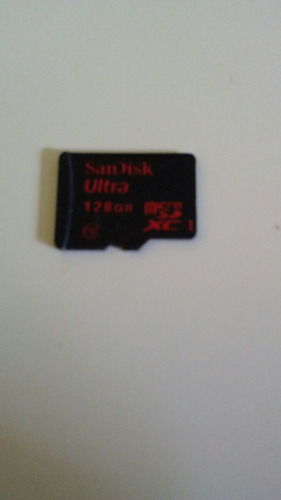 SanDisk
Ultra
128GB micro
SD
XC I